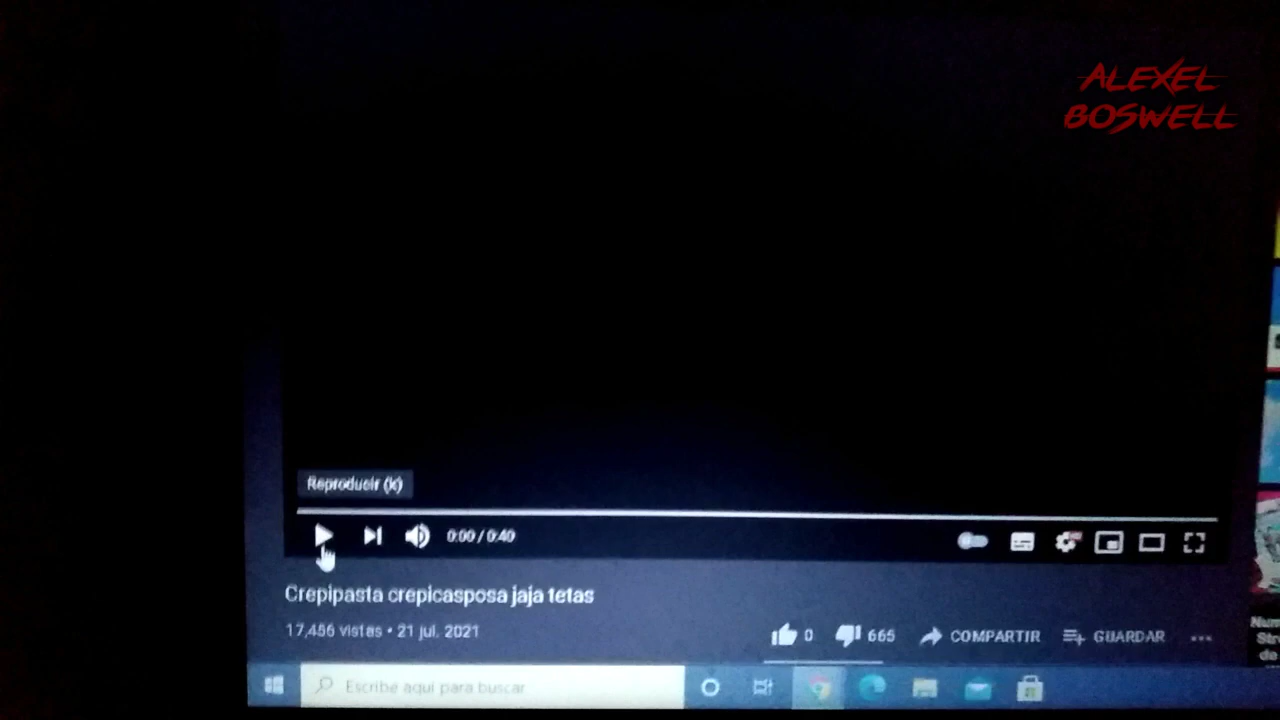 ALEXEL
BOSWELL
Reproducir (k)
0:00 / 0:40
Crepipasta crepicasposa jaja tetas
17,456 vistas • 21 jul. 2021
0
665
COMPARTIR
GUARDAR
Escribe aquí para buscar